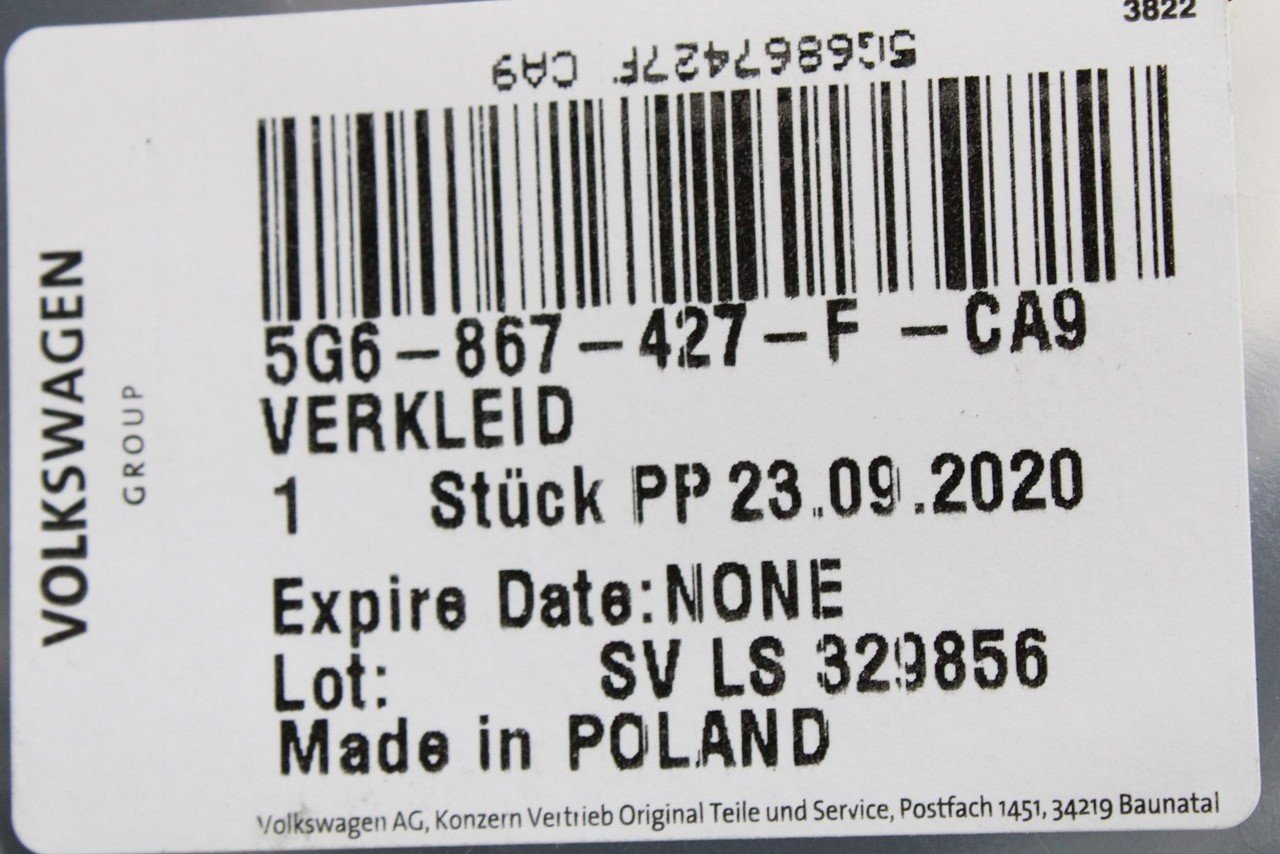 3822
5G6867427F CA9
5G6-867-427-F -CA9
VERKLEID
1 Stück PP 23.09.2020
Expire Date:NONE
Lot: SV LS 329856
Made in POLAND
Volkswagen AG, Konzern Vertrieb Original Teile und Service, Postfach 1451, 34219 Baunatal
VOLKSWAGEN
GROUP